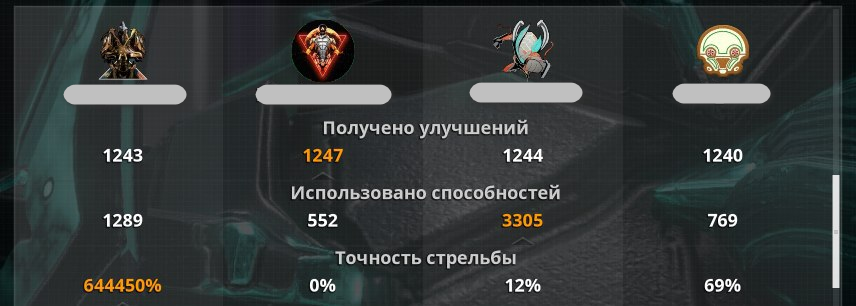 Получено улучшений
1243 1247 1244 1240
Использовано способностей
1289 552 3305 769
Точность стрельбы
644450% 0% 12% 69%